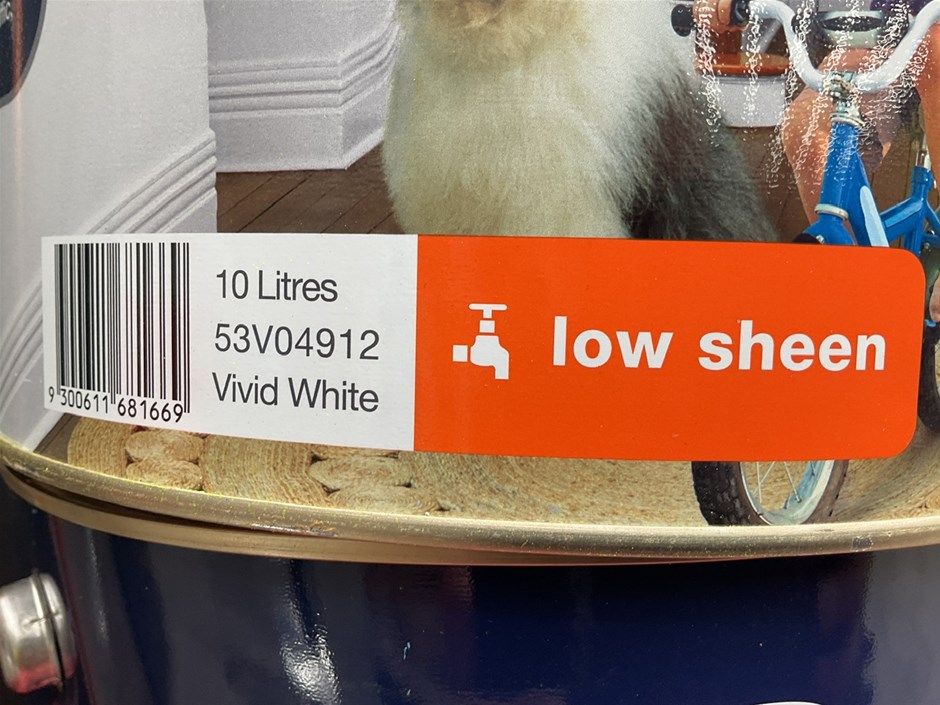 10 Litres
53V04912
Vivid White
9 300611 681669
low sheen